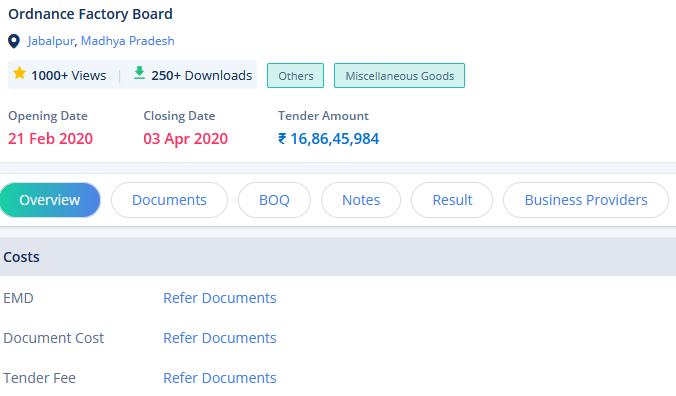 Ordnance Factory Board
Jabalpur, Madhya Pradesh
1000+ Views | 250+ Downloads Others Miscellaneous Goods
Opening Date Closing Date Tender Amount
21 Feb 2020 03 Apr 2020 ₹ 16,86,45,984
Overview Documents BOQ Notes Result Business Providers
Costs
EMD Refer Documents
Document Cost Refer Documents
Tender Fee Refer Documents